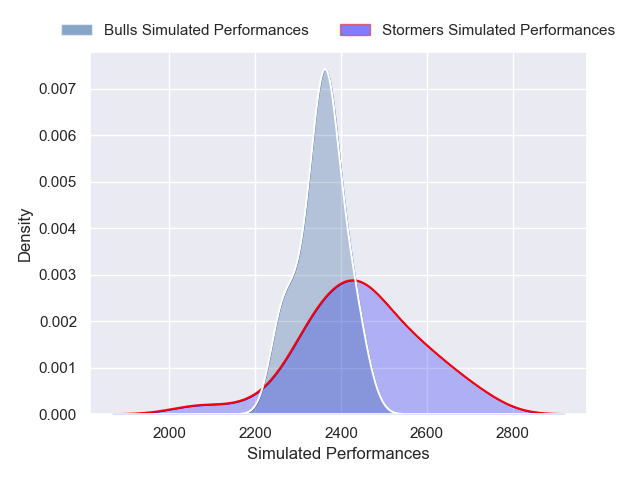 Bulls Simulated Performances Stormers Simulated Performances
0.007
0.006
0.005
0.004
0.003
0.002
0.001
0.000
Density
2000 2200 2400 2600 2800
Simulated Performances